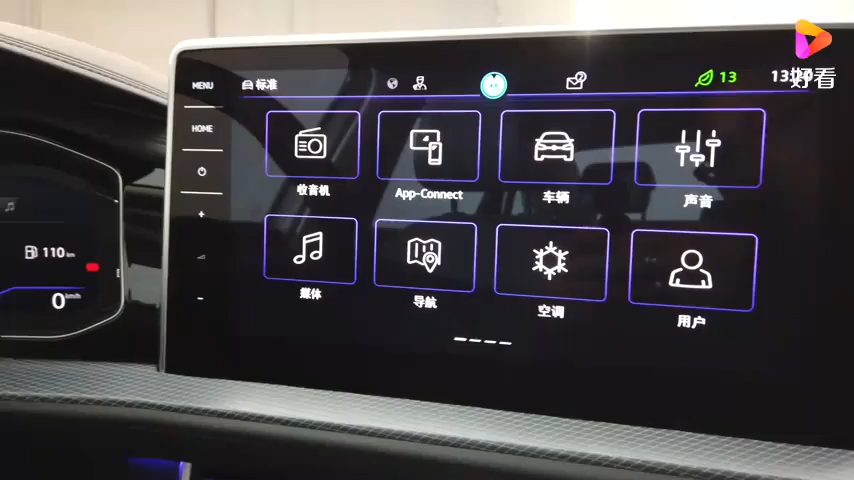 MENU
标准
13
好看
HOME
收音机
App-Connect
车辆
声音
+
110 km
0 km/h
媒体
导航
空调
用户
-